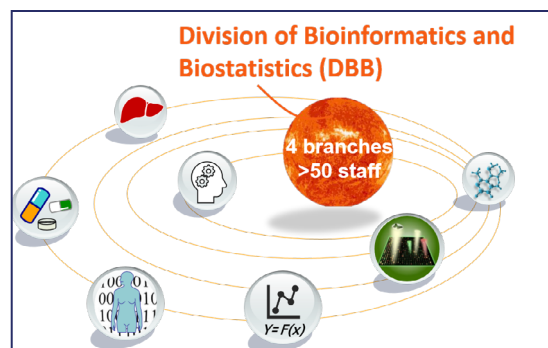 Division of Bioinformatics and
Biostatistics (DBB)
4 branches
>50 staff
Y=F(x)